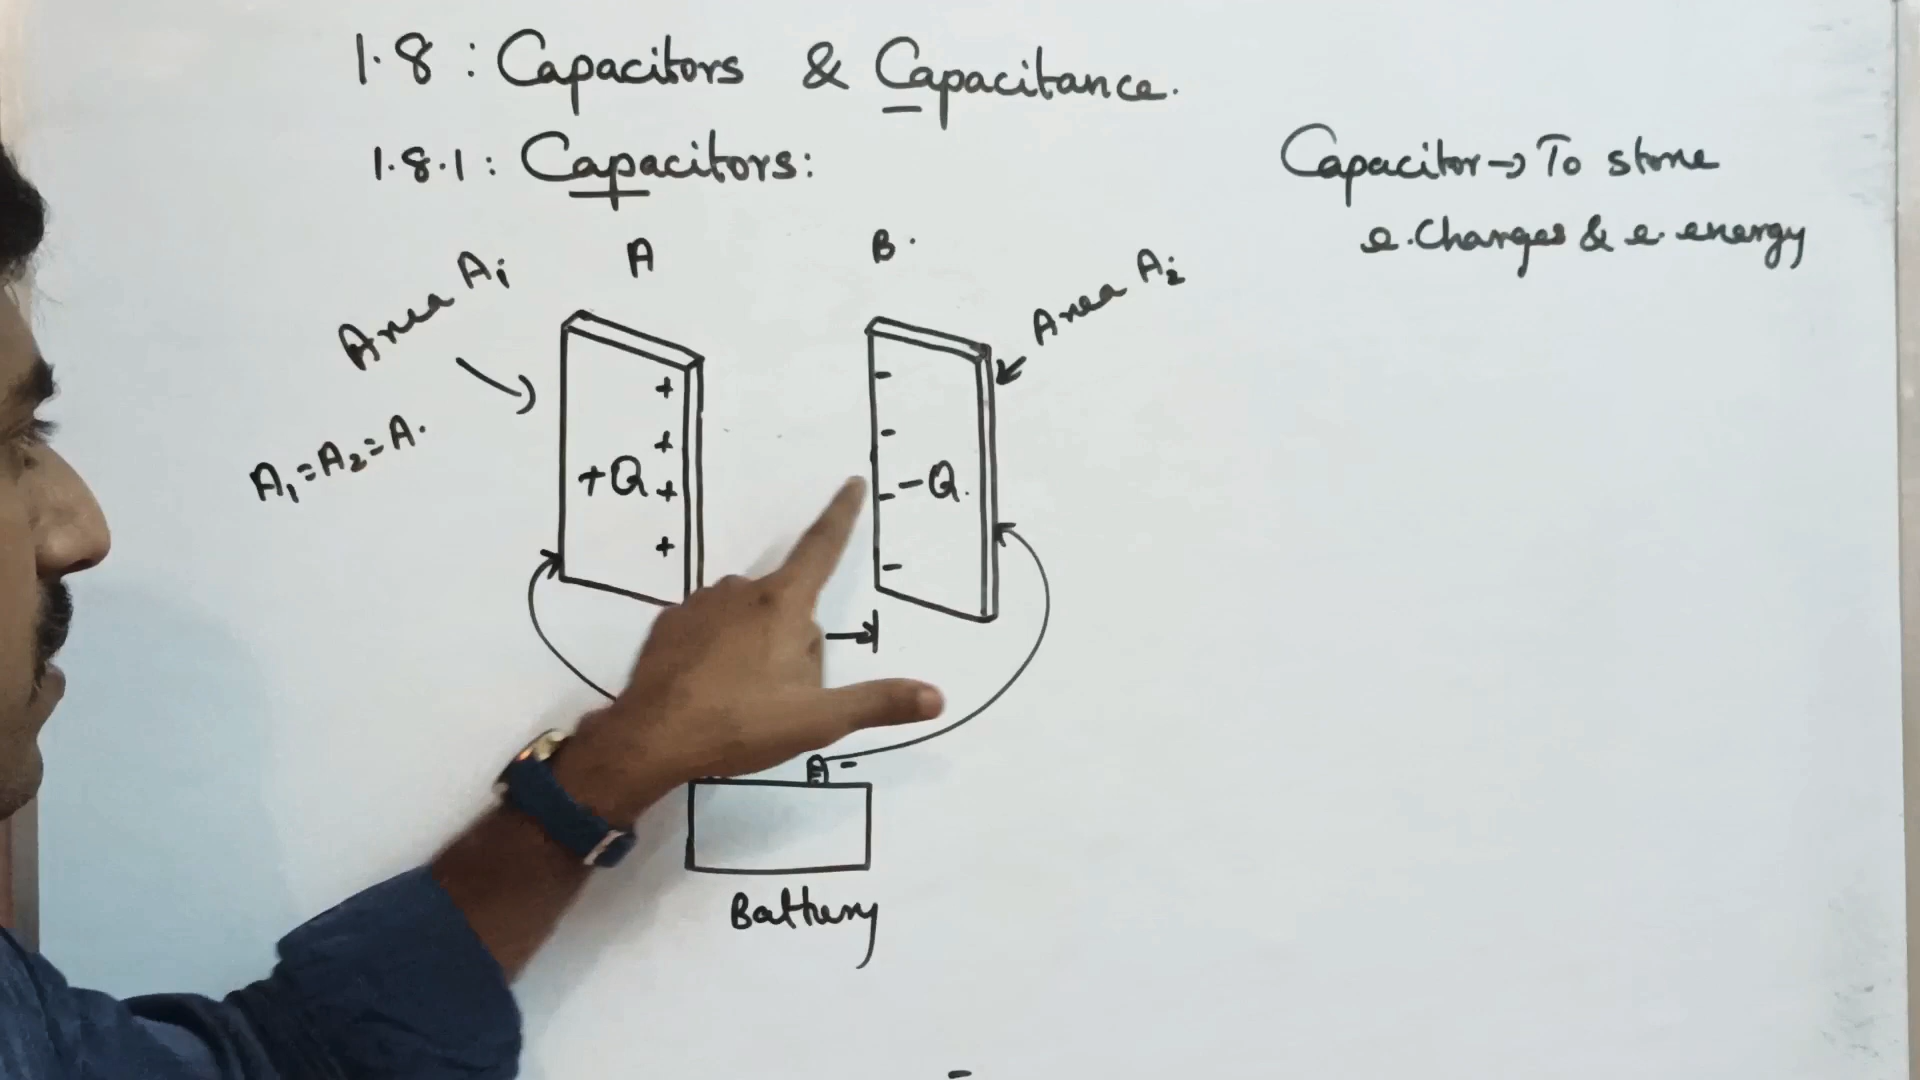 1.8 : Capacitors & Capacitance.
1.8.1 : Capacitors:
Capacitor → To store
e. Charges & e. energy
A
B.
Area A1
Area A2
A1 = A2 = A.
+
+
+Q +
+
-
-
- -Q.
-
-
Battery